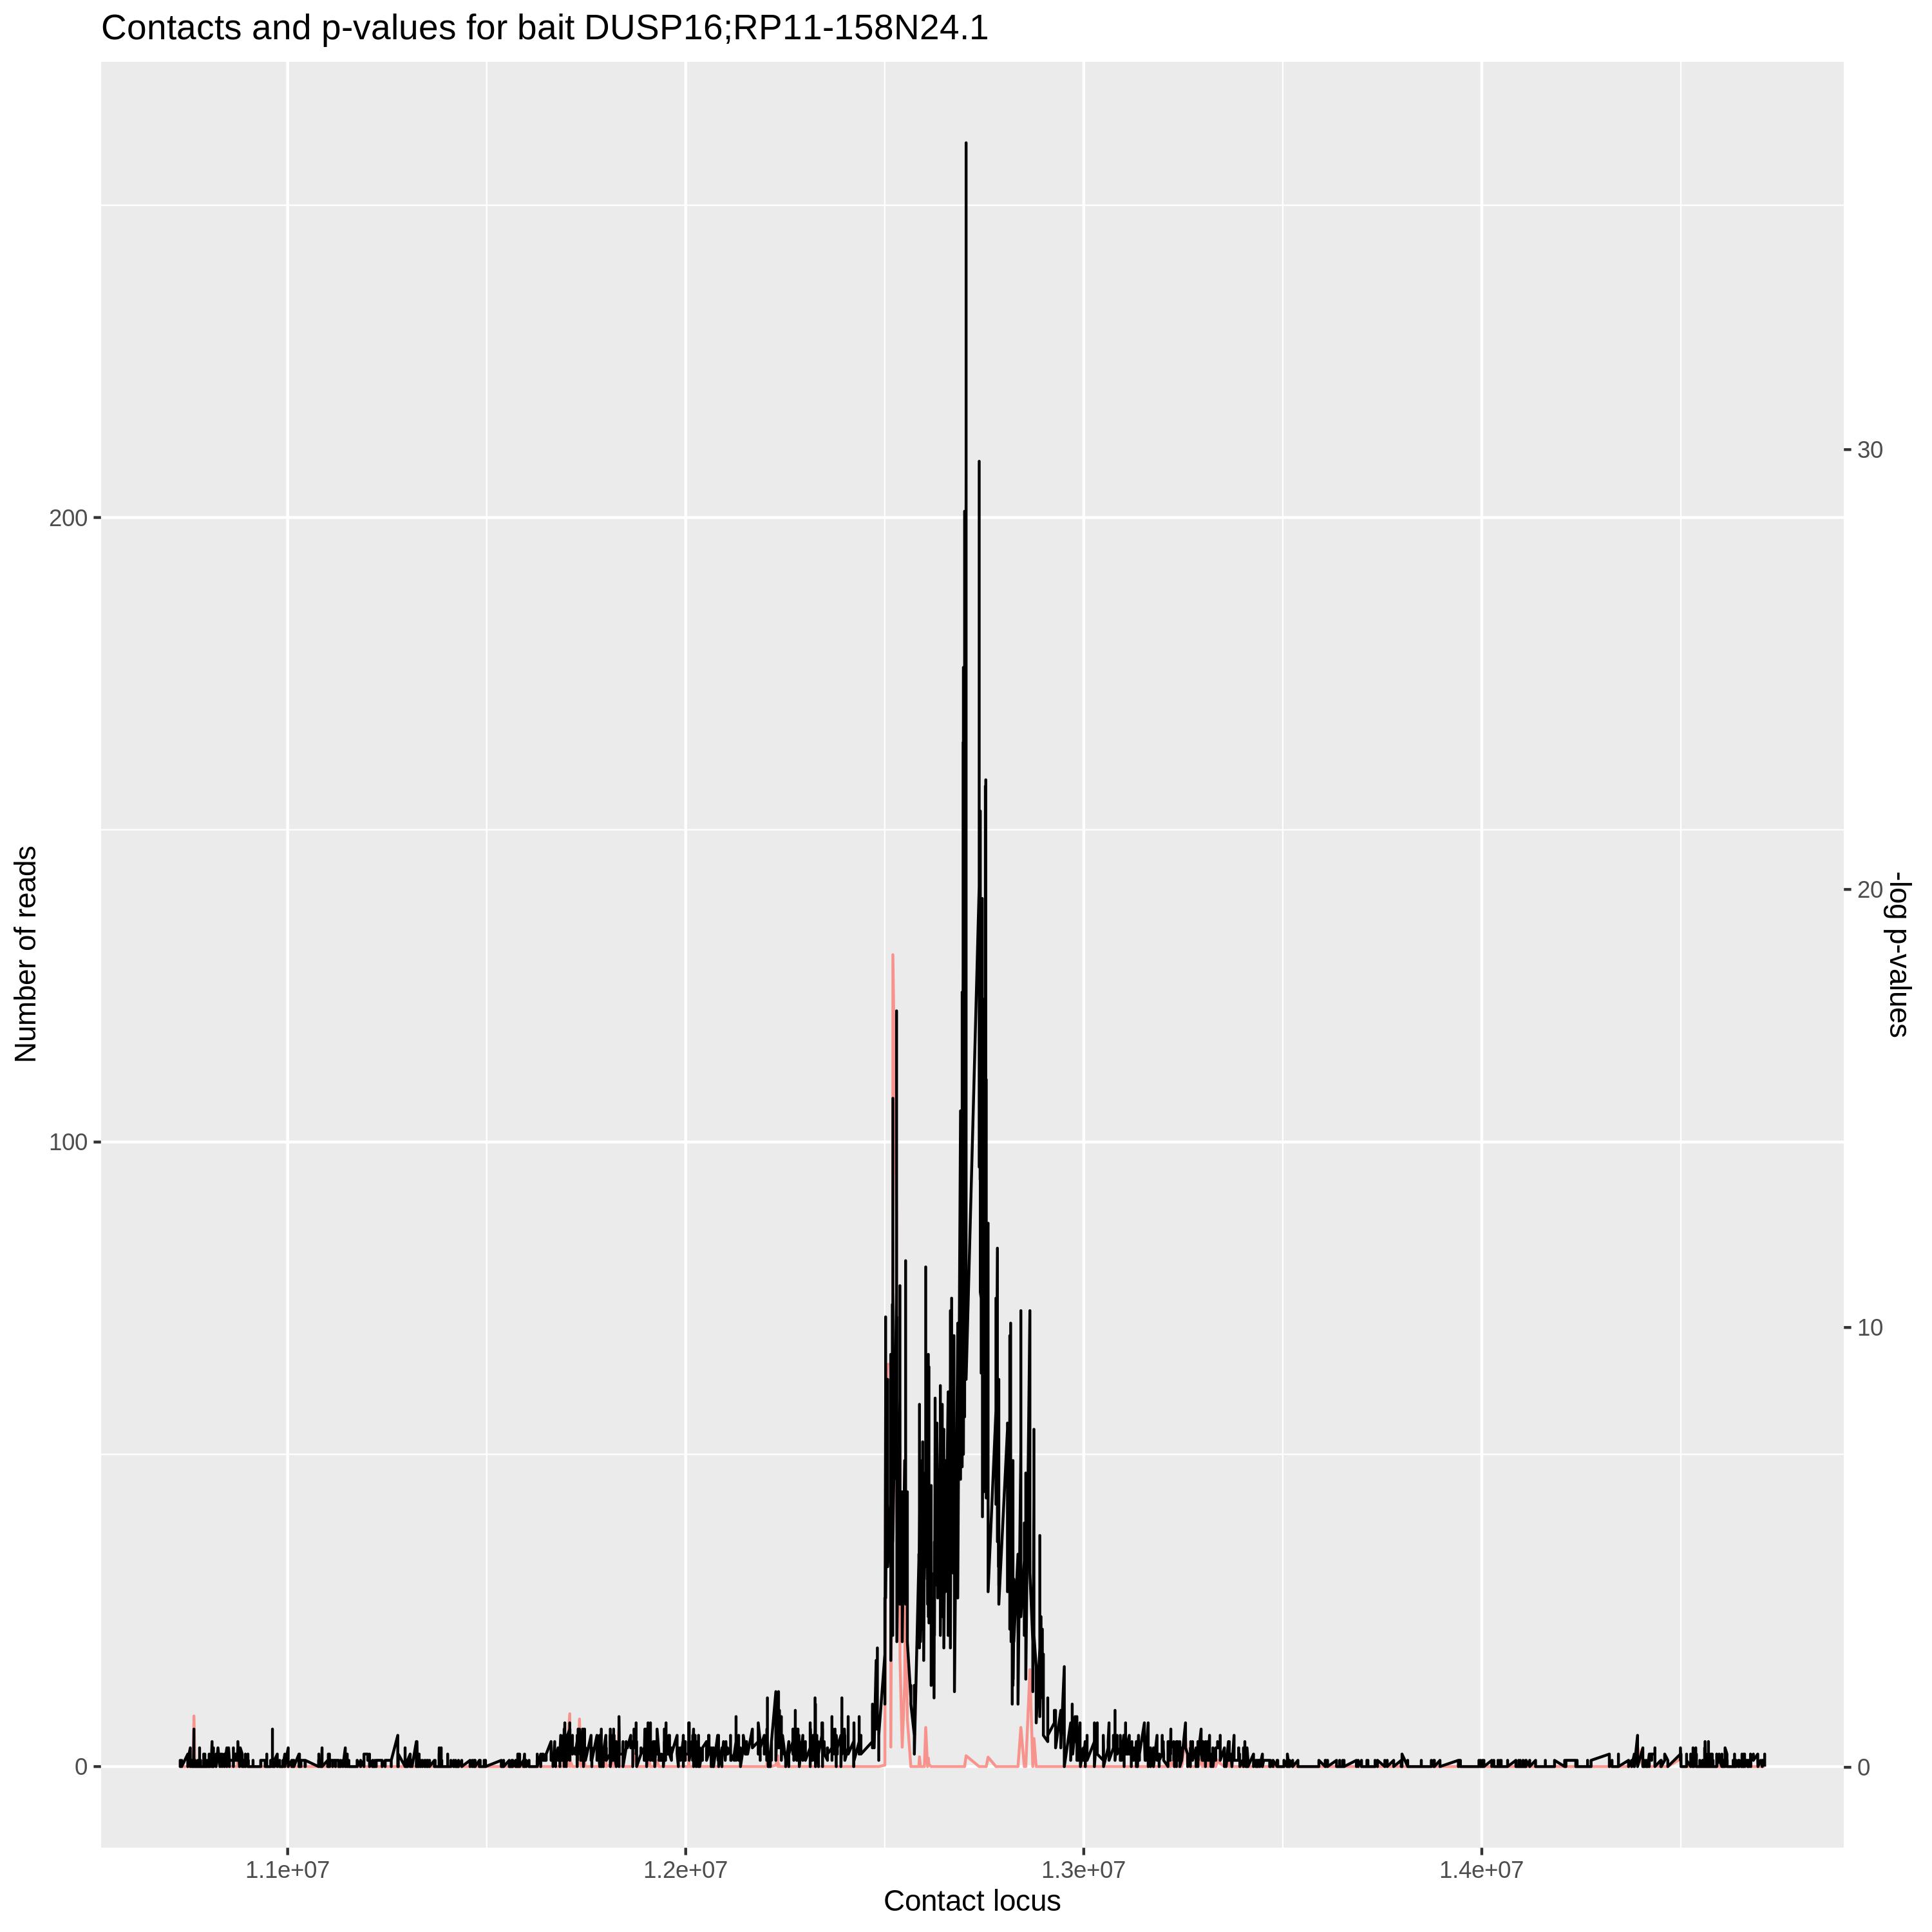 Contacts and p-values for bait DUSP16;RP11-158N24.1
Number of reads
200
100
0
30
20
10
0
-log p-values
1.1e+07 1.2e+07 1.3e+07 1.4e+07
Contact locus